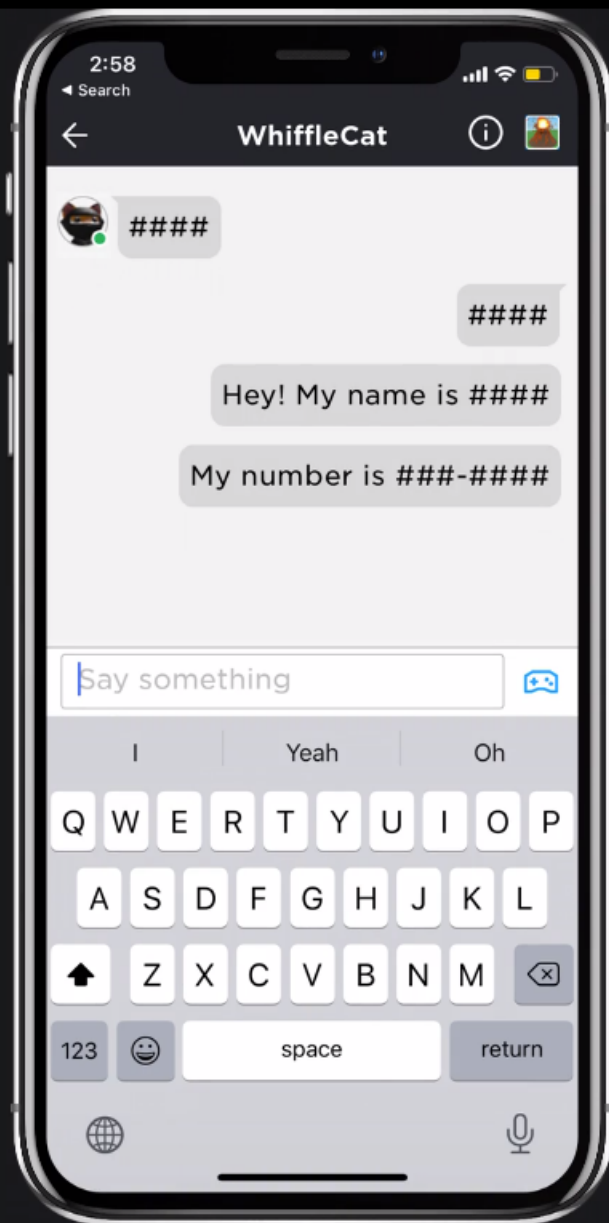 2:58
◀ Search
WhiffleCat
####
####
Hey! My name is ####
My number is ###-####
Say something
I Yeah Oh
Q W E R T Y U I O P
A S D F G H J K L
Z X C V B N M
123 space return